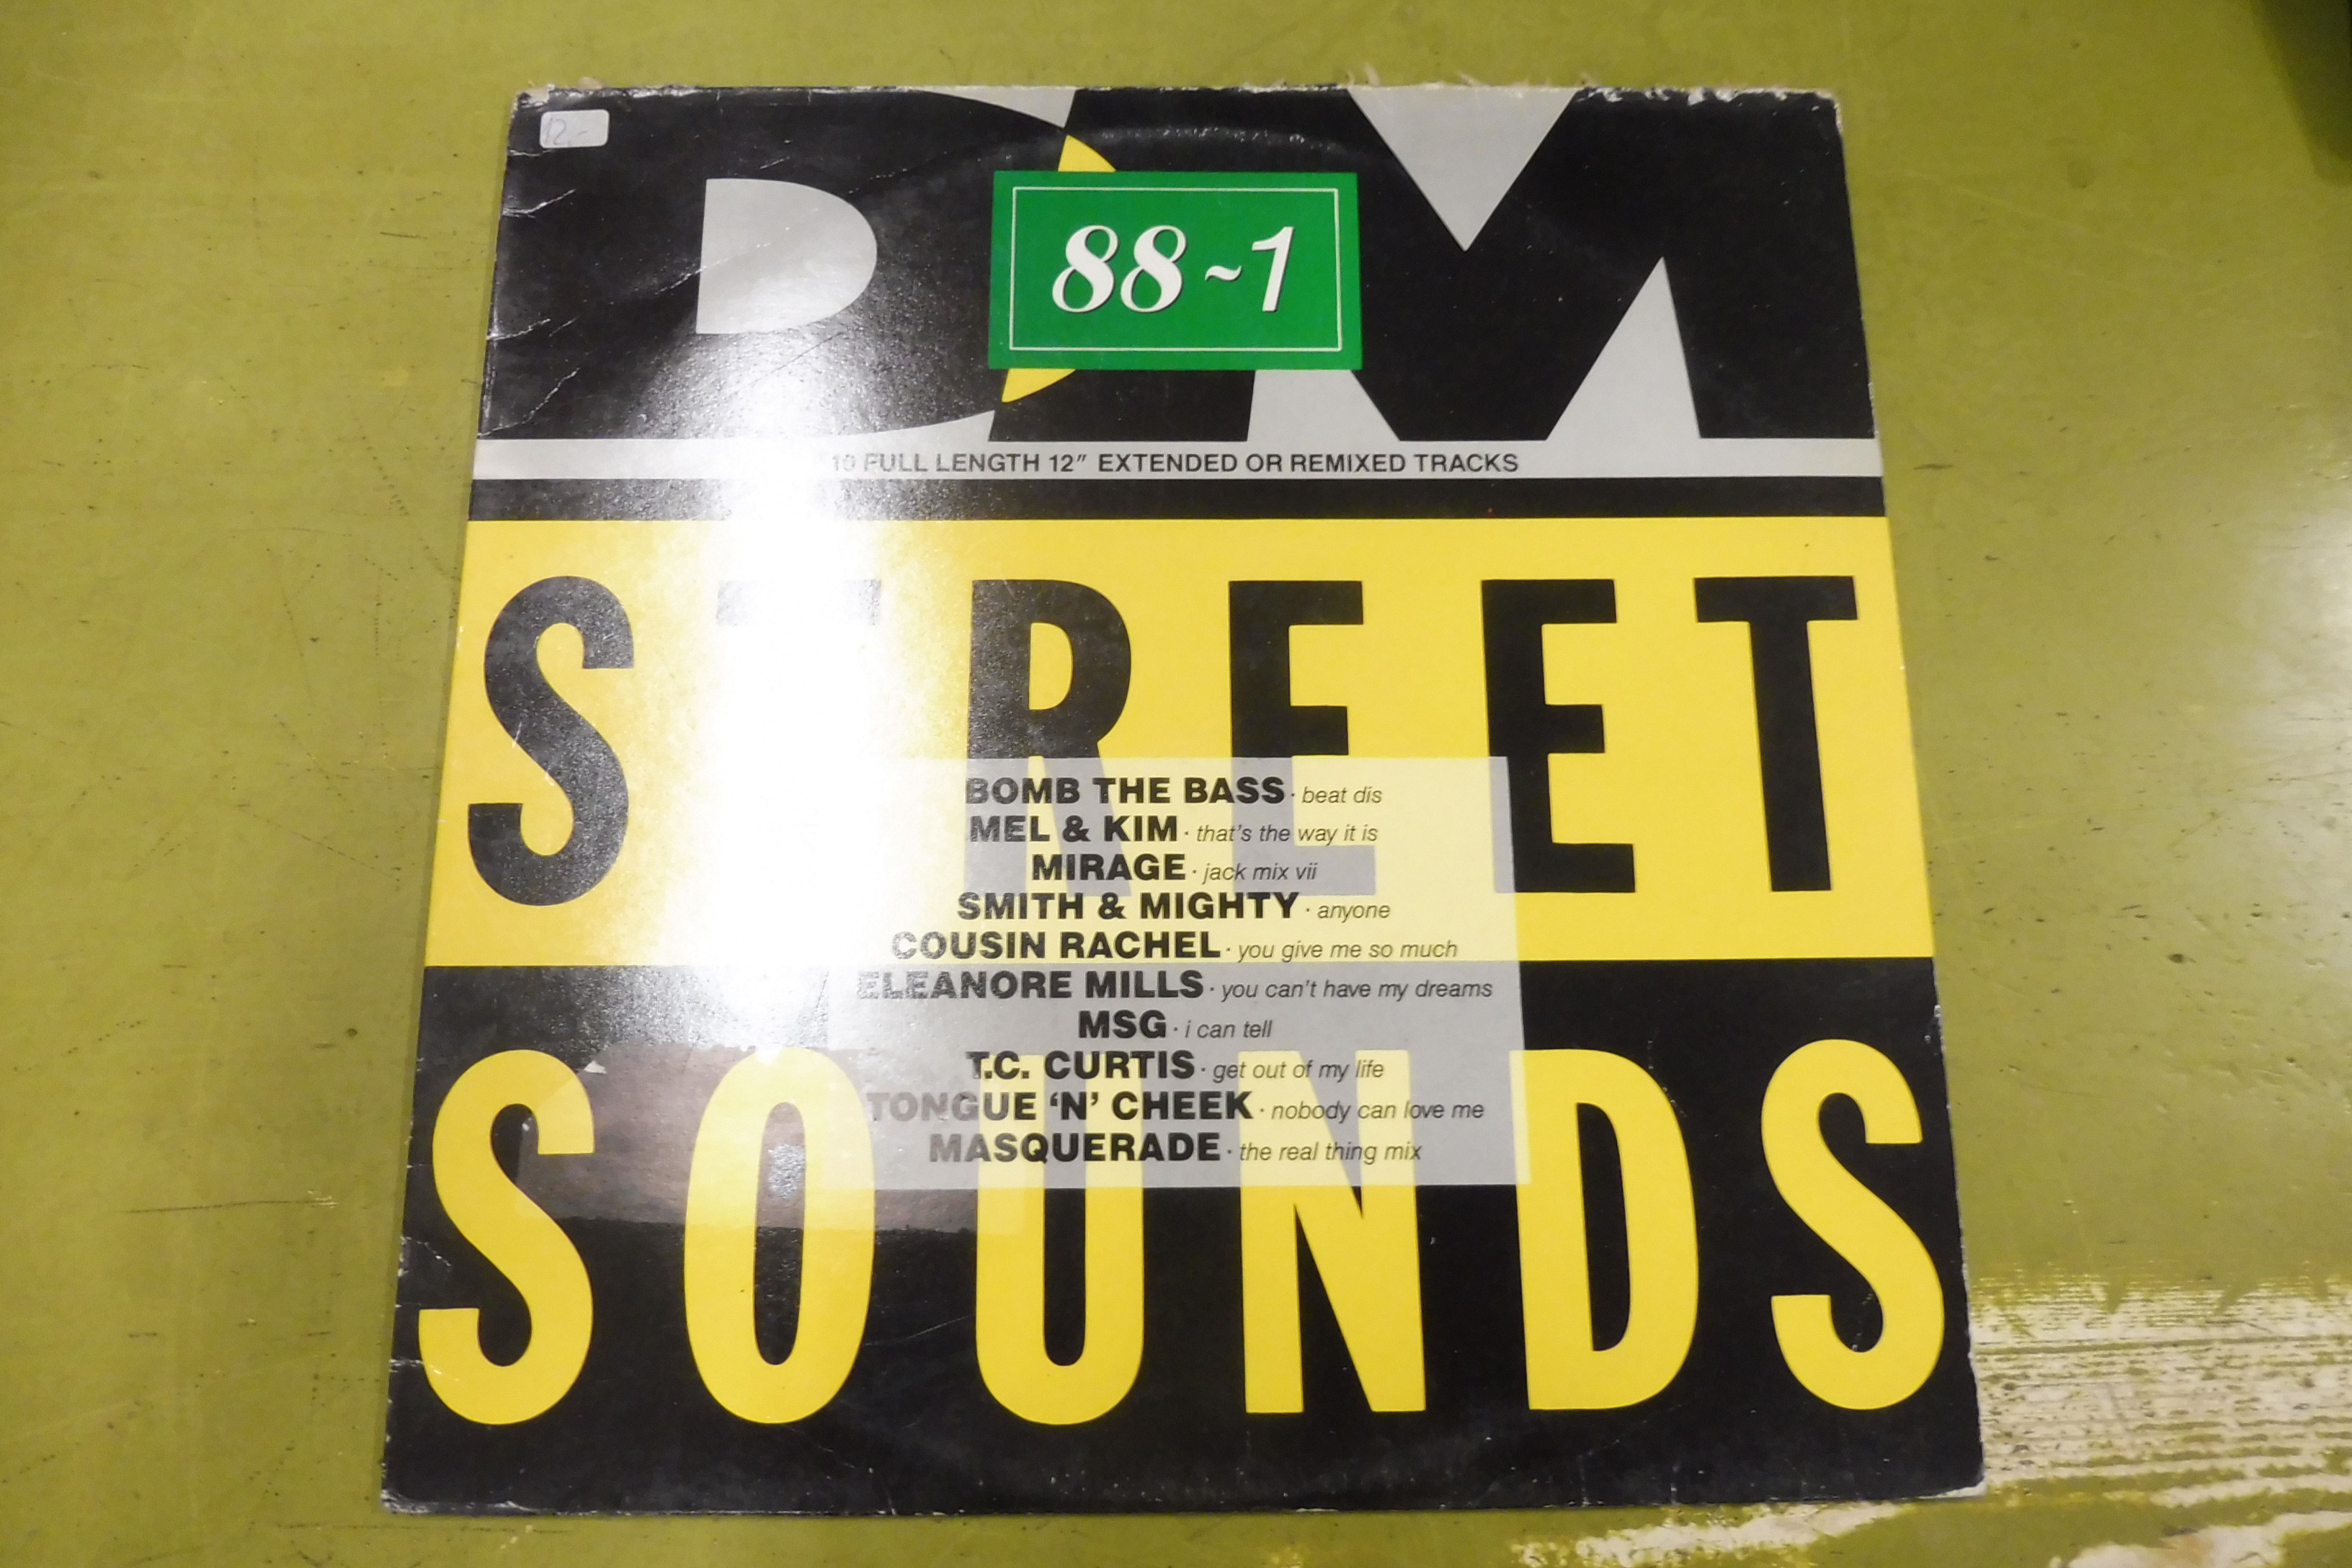 12.-
DM
88~1
10 FULL LENGTH 12" EXTENDED OR REMIXED TRACKS
STREET
BOMB THE BASS · beat dis
MEL & KIM · that's the way it is
MIRAGE · jack mix vii
SMITH & MIGHTY · anyone
COUSIN RACHEL · you give me so much
ELEANORE MILLS · you can't have my dreams
MSG · i can tell
T.C. CURTIS · get out of my life
TONGUE ‘N’ CHEEK · nobody can love me
MASQUERADE · the real thing mix
SOUNDS